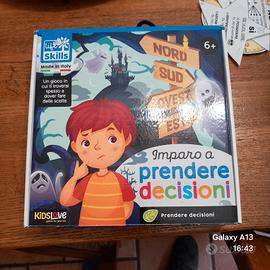 my
Skills
Made in Italy
Un gioco in
cui ti troverai
spesso a
dover fare
delle scelte
NORD
SUD
OVEST
EST
6+
Imparo a
prendere
decisioni
KIDSLOVE
Prendere decisioni
Galaxy A13
16:43
subito